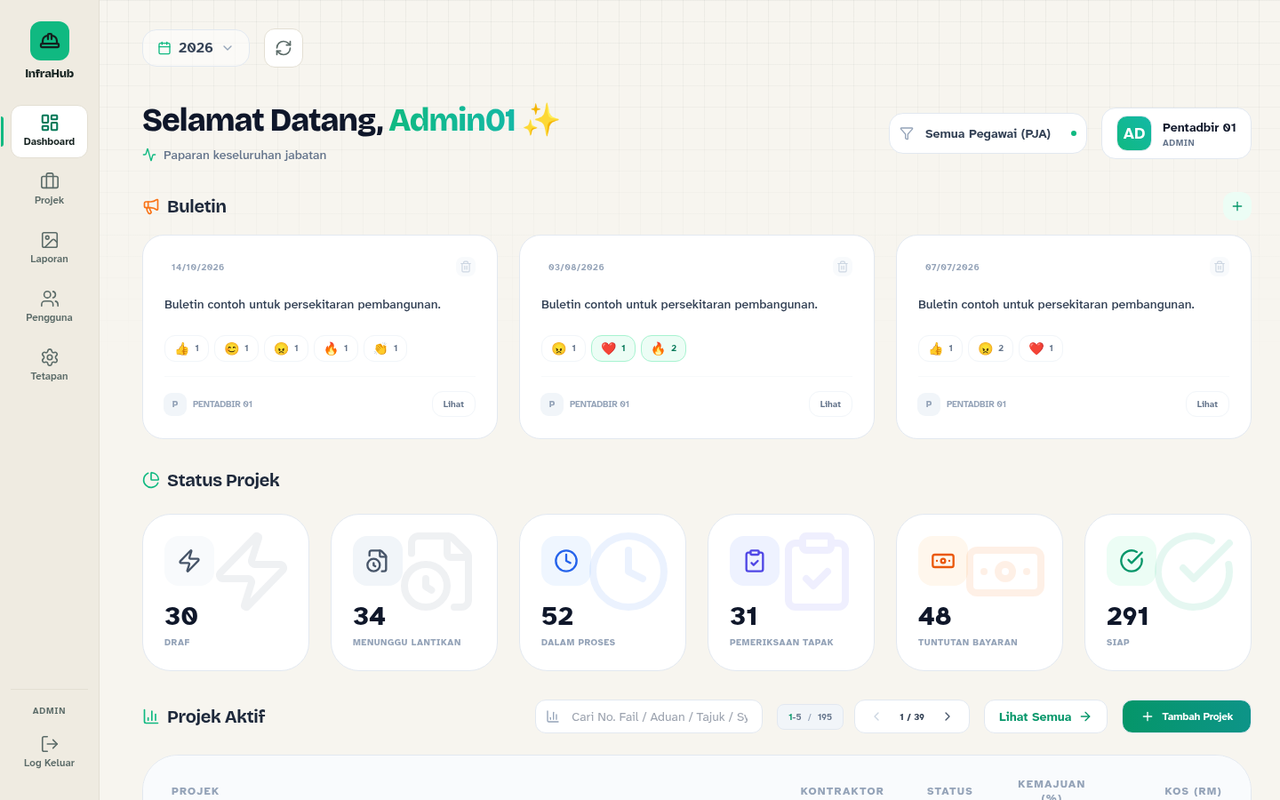 InfraHub
Dashboard
Projek
Laporan
Pengguna
Tetapan
ADMIN
Log Keluar
2026
Selamat Datang, Admin01 ✨
Paparan keseluruhan jabatan
Semua Pegawai (PJA)
AD
Pentadbir 01
ADMIN
Buletin
14/10/2026
Buletin contoh untuk persekitaran pembangunan.
👍 1 😊 1 😠 1 🔥 1 👏 1
P PENTADBIR 01 Lihat
03/08/2026
Buletin contoh untuk persekitaran pembangunan.
😠 1 ❤️ 1 🔥 2
P PENTADBIR 01 Lihat
07/07/2026
Buletin contoh untuk persekitaran pembangunan.
👍 1 😠 2 ❤️ 1
P PENTADBIR 01 Lihat
Status Projek
30
DRAF
34
MENUNGGU LANTIKAN
52
DALAM PROSES
31
PEMERIKSAAN TAPAK
48
TUNTUTAN BAYARAN
291
SIAP
Projek Aktif
Cari No. Fail / Aduan / Tajuk / Sy
1-5 / 195
1 / 39
Lihat Semua
Tambah Projek
PROJEK KONTRAKTOR STATUS KEMAJUAN (%) KOS (RM)